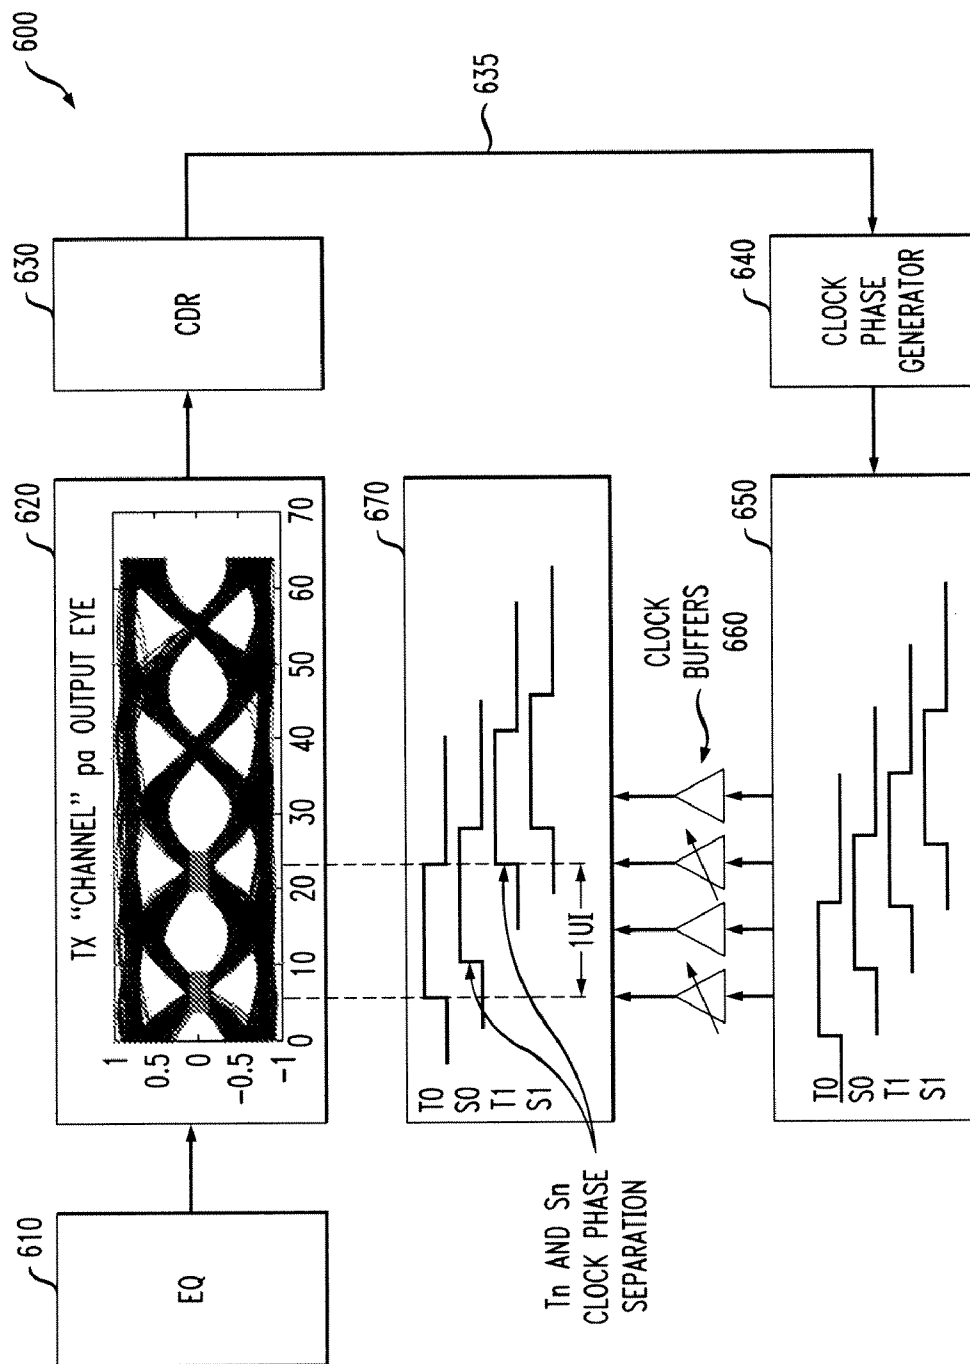 600
610
EQ
620
TX "CHANNEL" pa OUTPUT EYE
1
0.5
0
-0.5
-1
0
10
20
30
40
50
60
70
630
CDR
635
670
T0
S0
T1
S1
1UI
Tn AND Sn
CLOCK PHASE
SEPARATION
CLOCK
BUFFERS
660
640
CLOCK
PHASE
GENERATOR
650
T0
S0
T1
S1